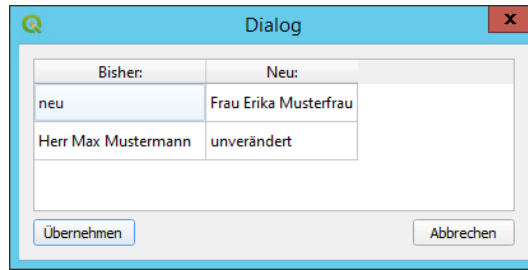 Dialog
x
Bisher: Neu:
neu Frau Erika Musterfrau
Herr Max Mustermann unverändert
Übernehmen Abbrechen